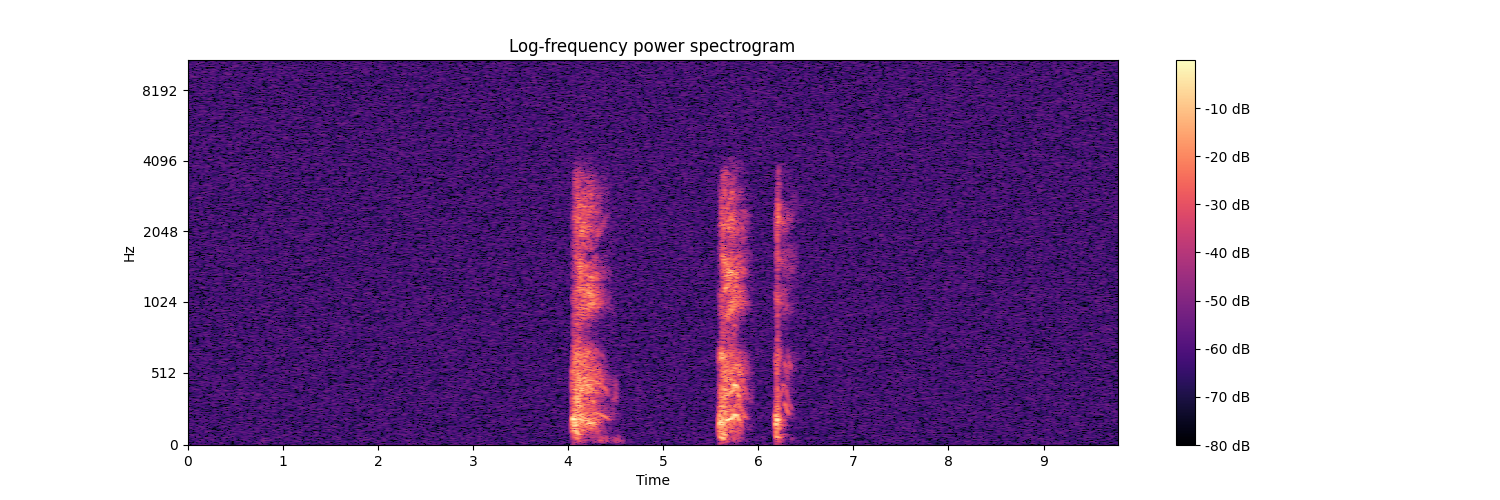 Log-frequency power spectrogram
8192
4096
2048
1024
512
0
Hz
0 1 2 3 4 5 6 7 8 9
Time
-10 dB
-20 dB
-30 dB
-40 dB
-50 dB
-60 dB
-70 dB
-80 dB